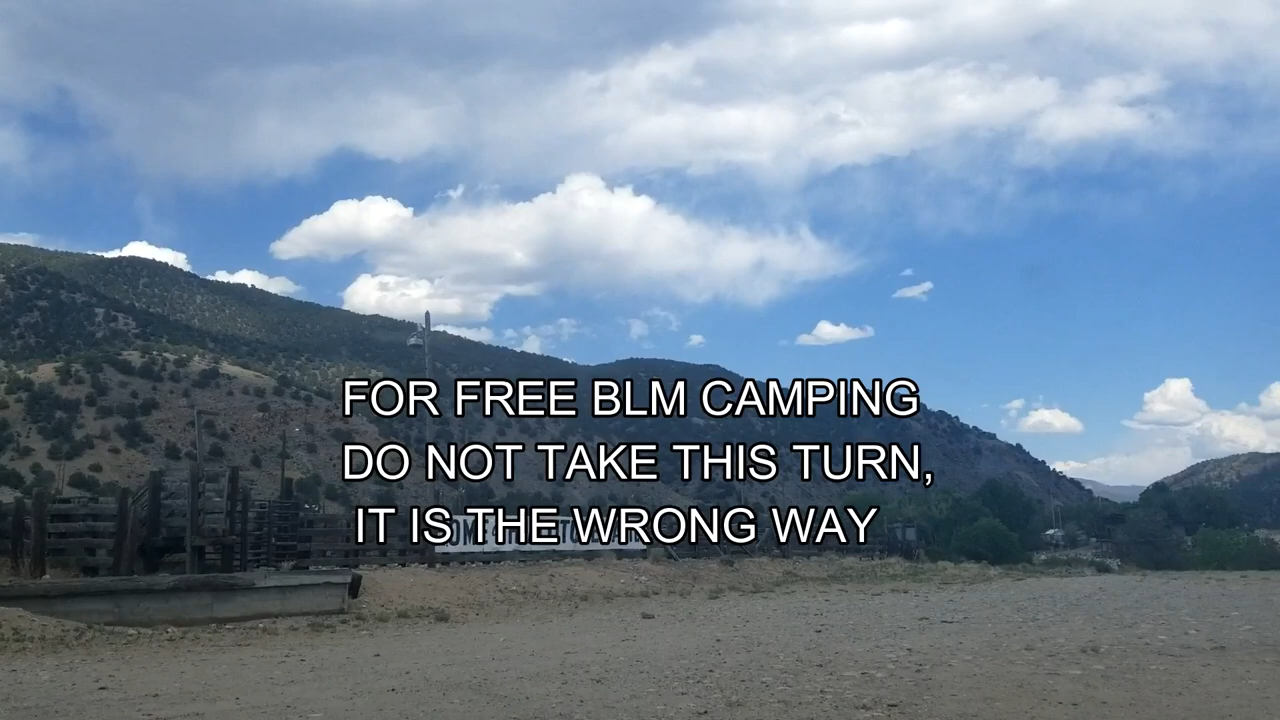 FOR FREE BLM CAMPING
DO NOT TAKE THIS TURN,
IT IS THE WRONG WAY